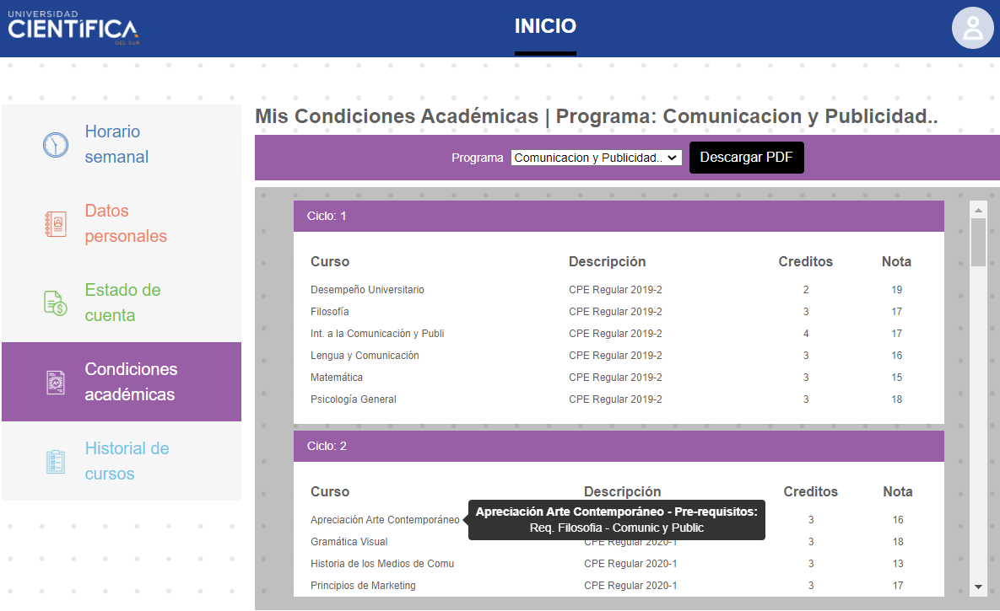 UNIVERSIDAD
CIENTÍFICA
DEL SUR
INICIO
Horario
semanal
Datos
personales
Estado de
cuenta
Condiciones
académicas
Historial de
cursos
Mis Condiciones Académicas | Programa: Comunicacion y Publicidad..
Programa Comunicacion y Publicidad.. Descargar PDF
Ciclo: 1
Curso Descripción Creditos Nota
Desempeño Universitario CPE Regular 2019-2 2 19
Filosofía CPE Regular 2019-2 3 17
Int. a la Comunicación y Publi CPE Regular 2019-2 4 17
Lengua y Comunicación CPE Regular 2019-2 3 16
Matemática CPE Regular 2019-2 3 15
Psicología General CPE Regular 2019-2 3 18
Ciclo: 2
Curso Descripción Creditos Nota
Apreciación Arte Contemporáneo 3 16
Apreciación Arte Contemporáneo - Pre-requisitos:
Req. Filosofia - Comunic y Public
Gramática Visual CPE Regular 2020-1 3 18
Historia de los Medios de Comu CPE Regular 2020-1 3 13
Principios de Marketing CPE Regular 2020-1 3 17